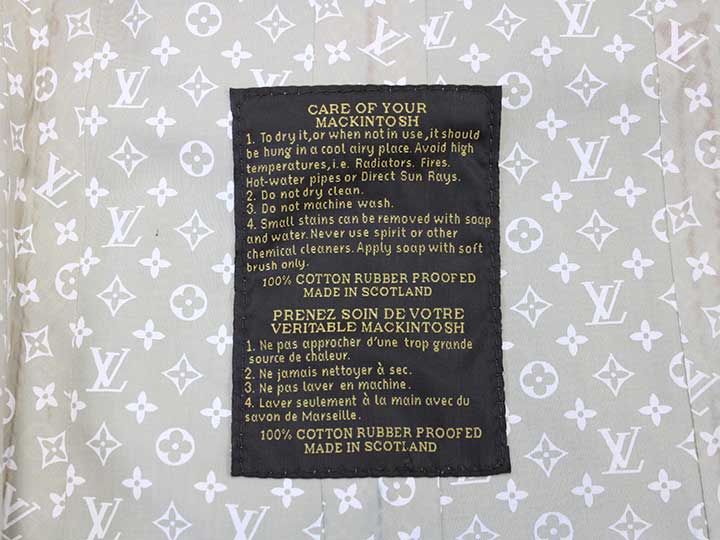 CARE OF YOUR
MACKINTOSH
1. To dry it, or when not in use, it should
be hung in a cool airy place. Avoid high
temperatures, i.e. Radiators. Fires.
Hot-water pipes or Direct Sun Rays.
2. Do not dry clean.
3. Do not machine wash.
4. Small stains can be removed with soap
and water. Never use spirit or other
chemical cleaners. Apply soap with soft
brush only.
100% COTTON RUBBER PROOFED
MADE IN SCOTLAND
PRENEZ SOIN DE VOTRE
VERITABLE MACKINTOSH
1. Ne pas approcher d'une trop grande
source de chaleur.
2. Ne jamais nettoyer à sec.
3. Ne pas laver en machine.
4. Laver seulement à la main avec du
savon de Marseille.
100% COTTON RUBBER PROOFED
MADE IN SCOTLAND